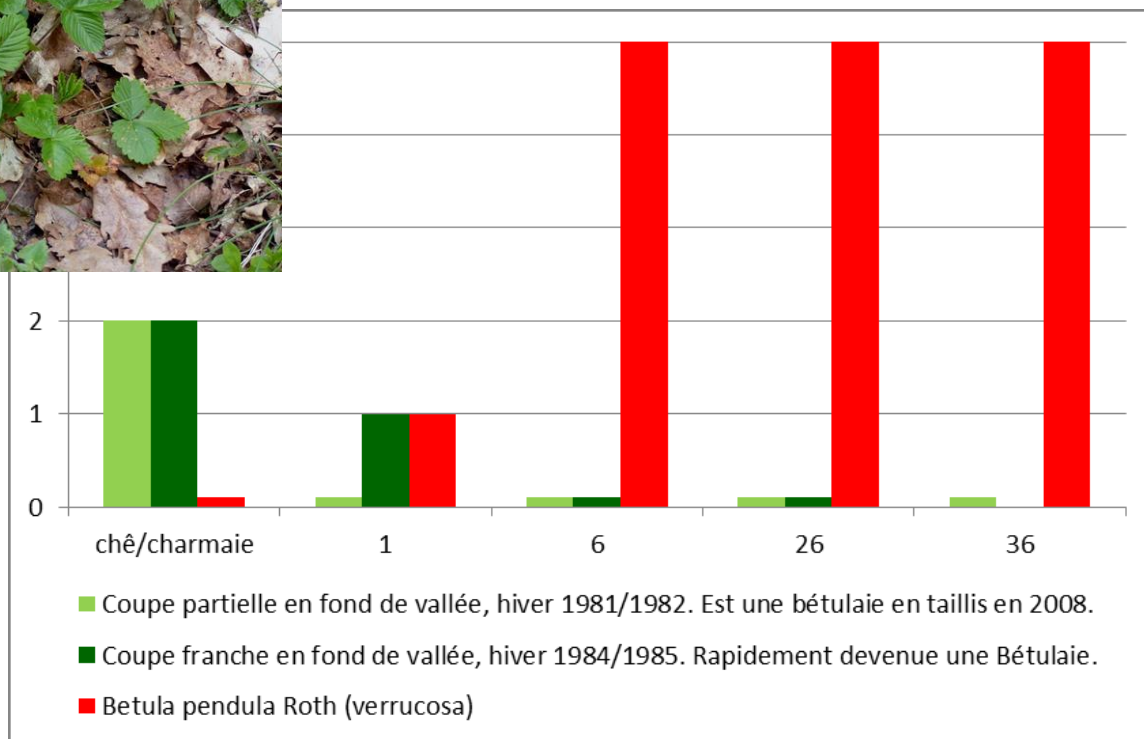 2
1
0
chê/charmaie 1 6 26 36
Coupe partielle en fond de vallée, hiver 1981/1982. Est une bétulaie en taillis en 2008.
Coupe franche en fond de vallée, hiver 1984/1985. Rapidement devenue une Bétulaie.
Betula pendula Roth (verrucosa)